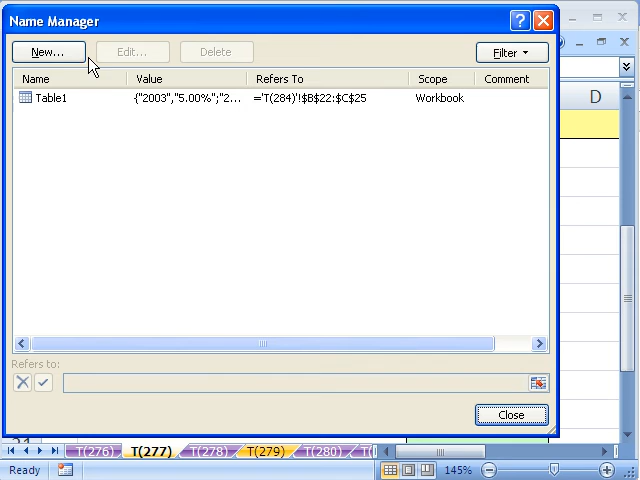 Name Manager
New... Edit... Delete Filter
Name Value Refers To Scope Comment
Table1 {"2003","5.00%";"2... ='T(284)'!$B$22:$C$25 Workbook
D
Refers to:
Close
T(276) T(277) T(278) T(279) T(280)
Ready 145%